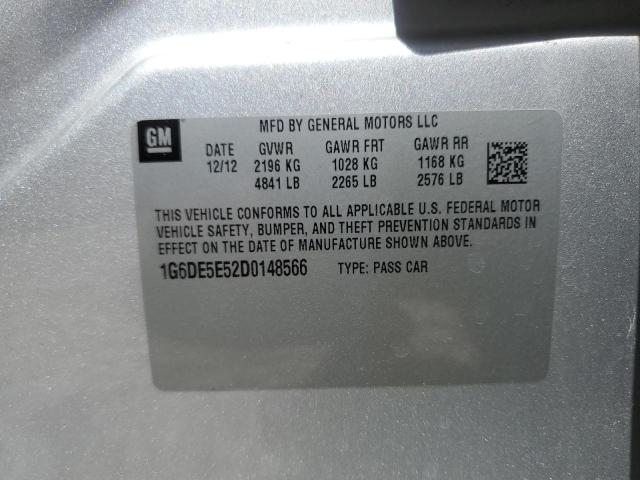 GM
MFD BY GENERAL MOTORS LLC
DATE GVWR GAWR FRT GAWR RR
12/12 2196 KG 1028 KG 1168 KG
4841 LB 2265 LB 2576 LB
THIS VEHICLE CONFORMS TO ALL APPLICABLE U.S. FEDERAL MOTOR
VEHICLE SAFETY, BUMPER, AND THEFT PREVENTION STANDARDS IN
EFFECT ON THE DATE OF MANUFACTURE SHOWN ABOVE.
1G6DE5E52D0148566 TYPE: PASS CAR